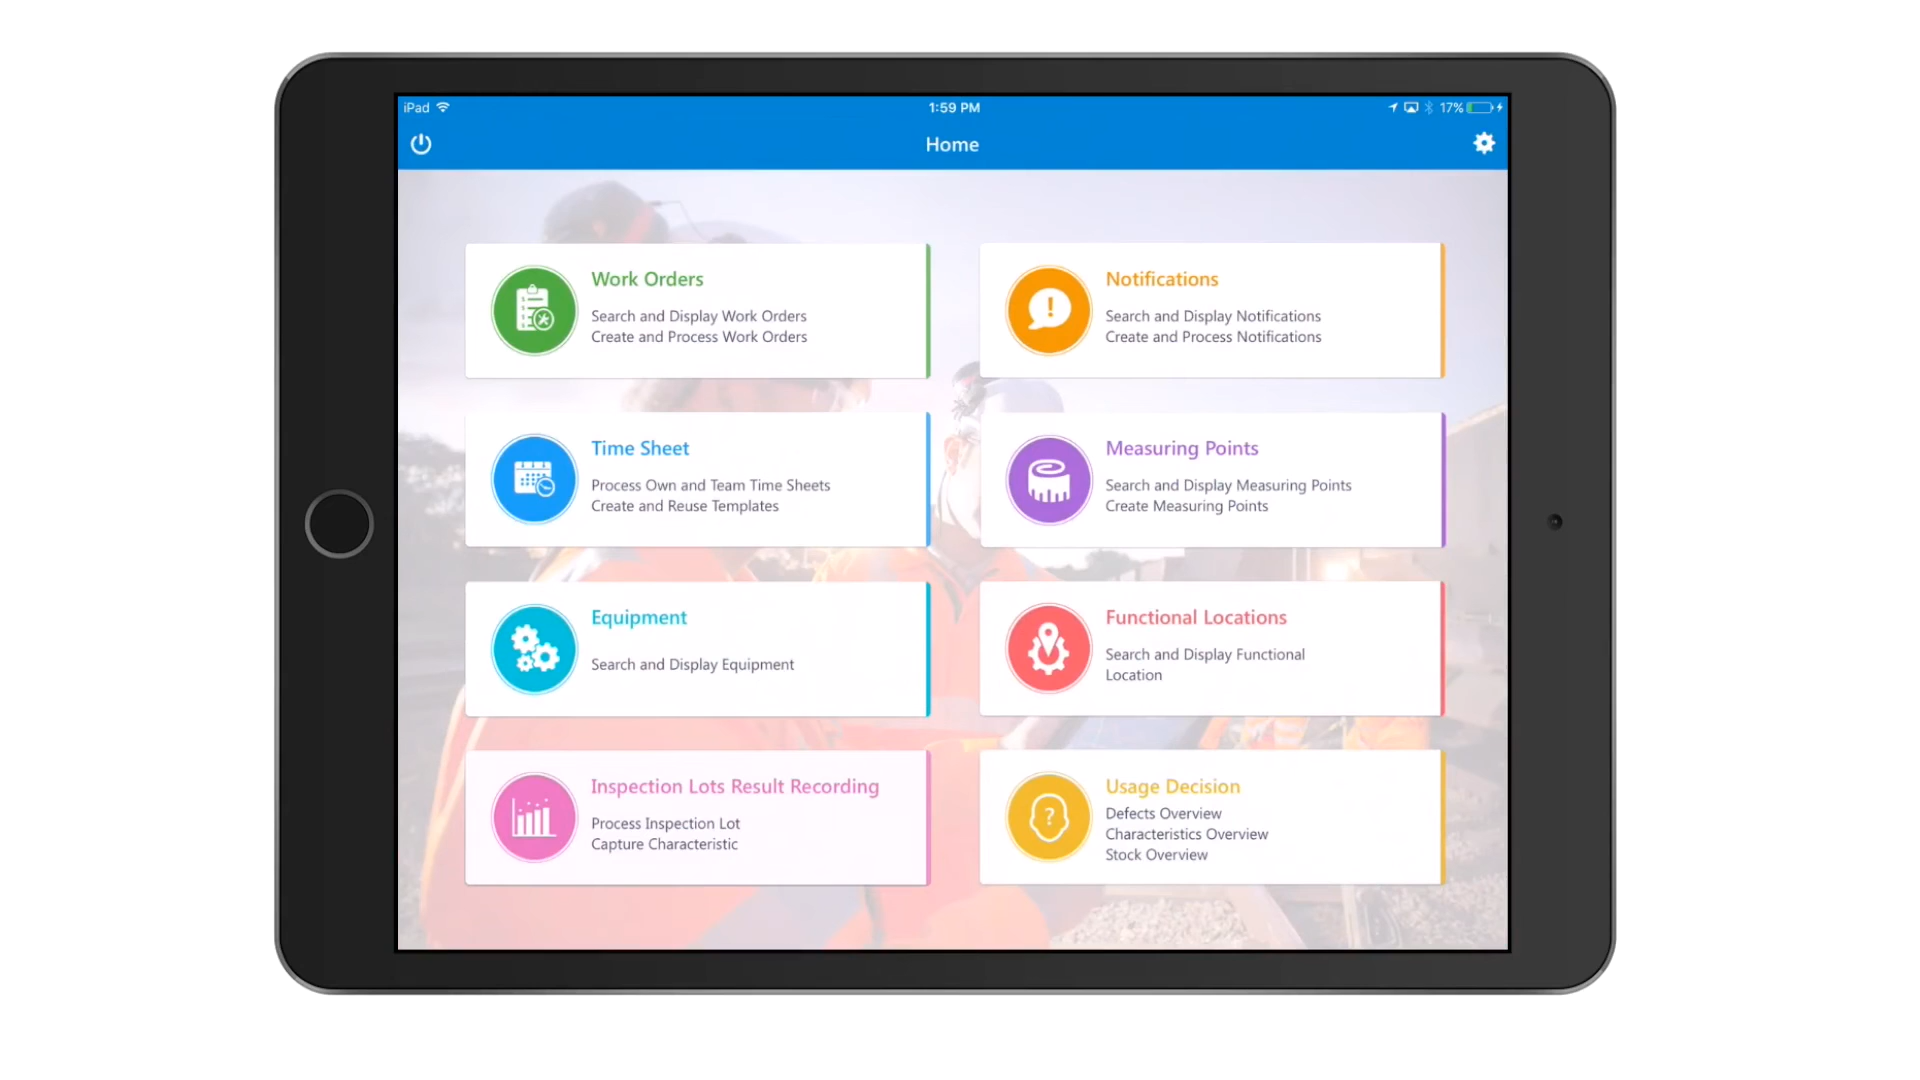 iPad
1:59 PM
17%
Home
Work Orders
Search and Display Work Orders
Create and Process Work Orders
Notifications
Search and Display Notifications
Create and Process Notifications
Time Sheet
Process Own and Team Time Sheets
Create and Reuse Templates
Measuring Points
Search and Display Measuring Points
Create Measuring Points
Equipment
Search and Display Equipment
Functional Locations
Search and Display Functional
Location
Inspection Lots Result Recording
Process Inspection Lot
Capture Characteristic
Usage Decision
Defects Overview
Characteristics Overview
Stock Overview